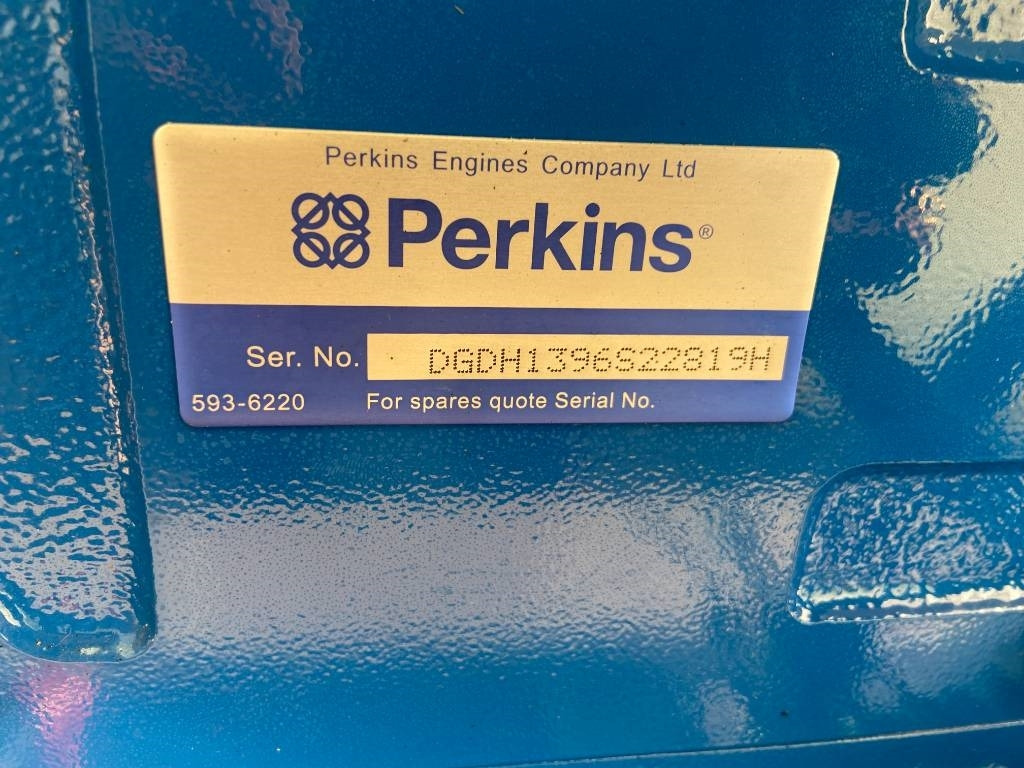 Perkins Engines Company Ltd
Perkins®
Ser. No. DGDH1396S22819H
593-6220 For spares quote Serial No.